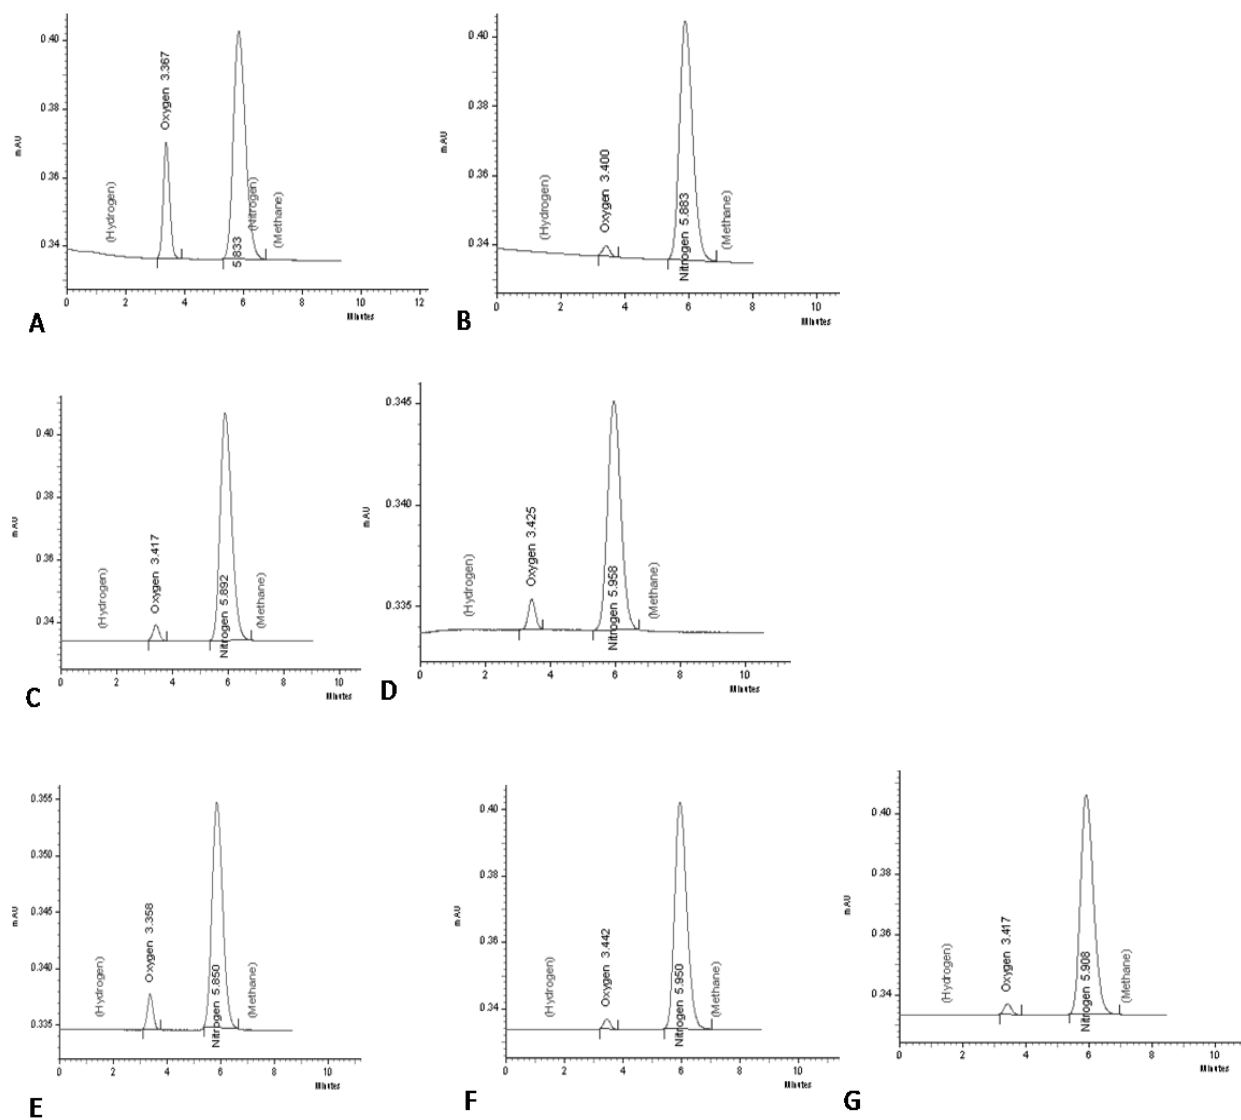 0.40
0.38
0.36
0.34
mAU
(Hydrogen)
Oxygen 3.367
5.833
(Nitrogen)
(Methane)
0 2 4 6 8 10 12
Minutes
A
0.40
0.38
0.36
0.34
mAU
(Hydrogen)
Oxygen 3.400
Nitrogen 5.883
(Methane)
0 2 4 6 8 10
Minutes
B
0.40
0.38
0.36
0.34
mAU
(Hydrogen)
Oxygen 3.417
Nitrogen 5.892
(Methane)
0 2 4 6 8 10
Minutes
C
0.345
0.340
0.335
mAU
(Hydrogen)
Oxygen 3.425
Nitrogen 5.958
(Methane)
0 2 4 6 8 10
Minutes
D
0.355
0.350
0.345
0.340
0.335
mAU
(Hydrogen)
Oxygen 3.358
Nitrogen 5.850
(Methane)
0 2 4 6 8 10
Minutes
E
0.40
0.38
0.36
0.34
mAU
(Hydrogen)
Oxygen 3.442
Nitrogen 5.950
(Methane)
0 2 4 6 8 10
Minutes
F
0.40
0.38
0.36
0.34
mAU
(Hydrogen)
Oxygen 3.417
Nitrogen 5.908
(Methane)
0 2 4 6 8 10
Minutes
G